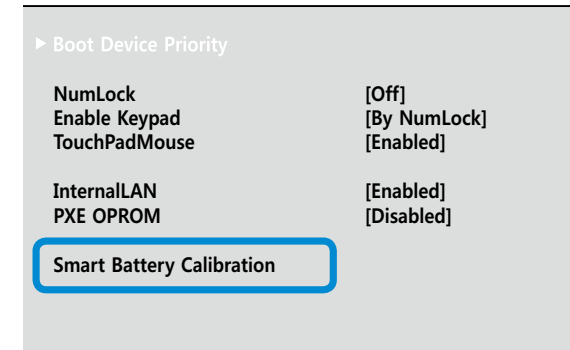 ▶ Boot Device Priority
NumLock [Off]
Enable Keypad [By NumLock]
TouchPadMouse [Enabled]
InternalLAN [Enabled]
PXE OPROM [Disabled]
Smart Battery Calibration